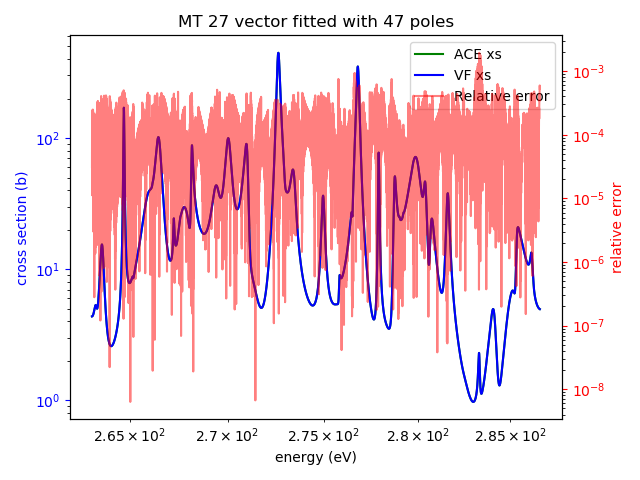 MT 27 vector fitted with 47 poles
ACE xs
VF xs
Relative error
cross section (b)
10²
10¹
10⁰
relative error
10⁻³
10⁻⁴
10⁻⁵
10⁻⁶
10⁻⁷
10⁻⁸
2.65 × 10² 2.7 × 10² 2.75 × 10² 2.8 × 10² 2.85 × 10²
energy (eV)